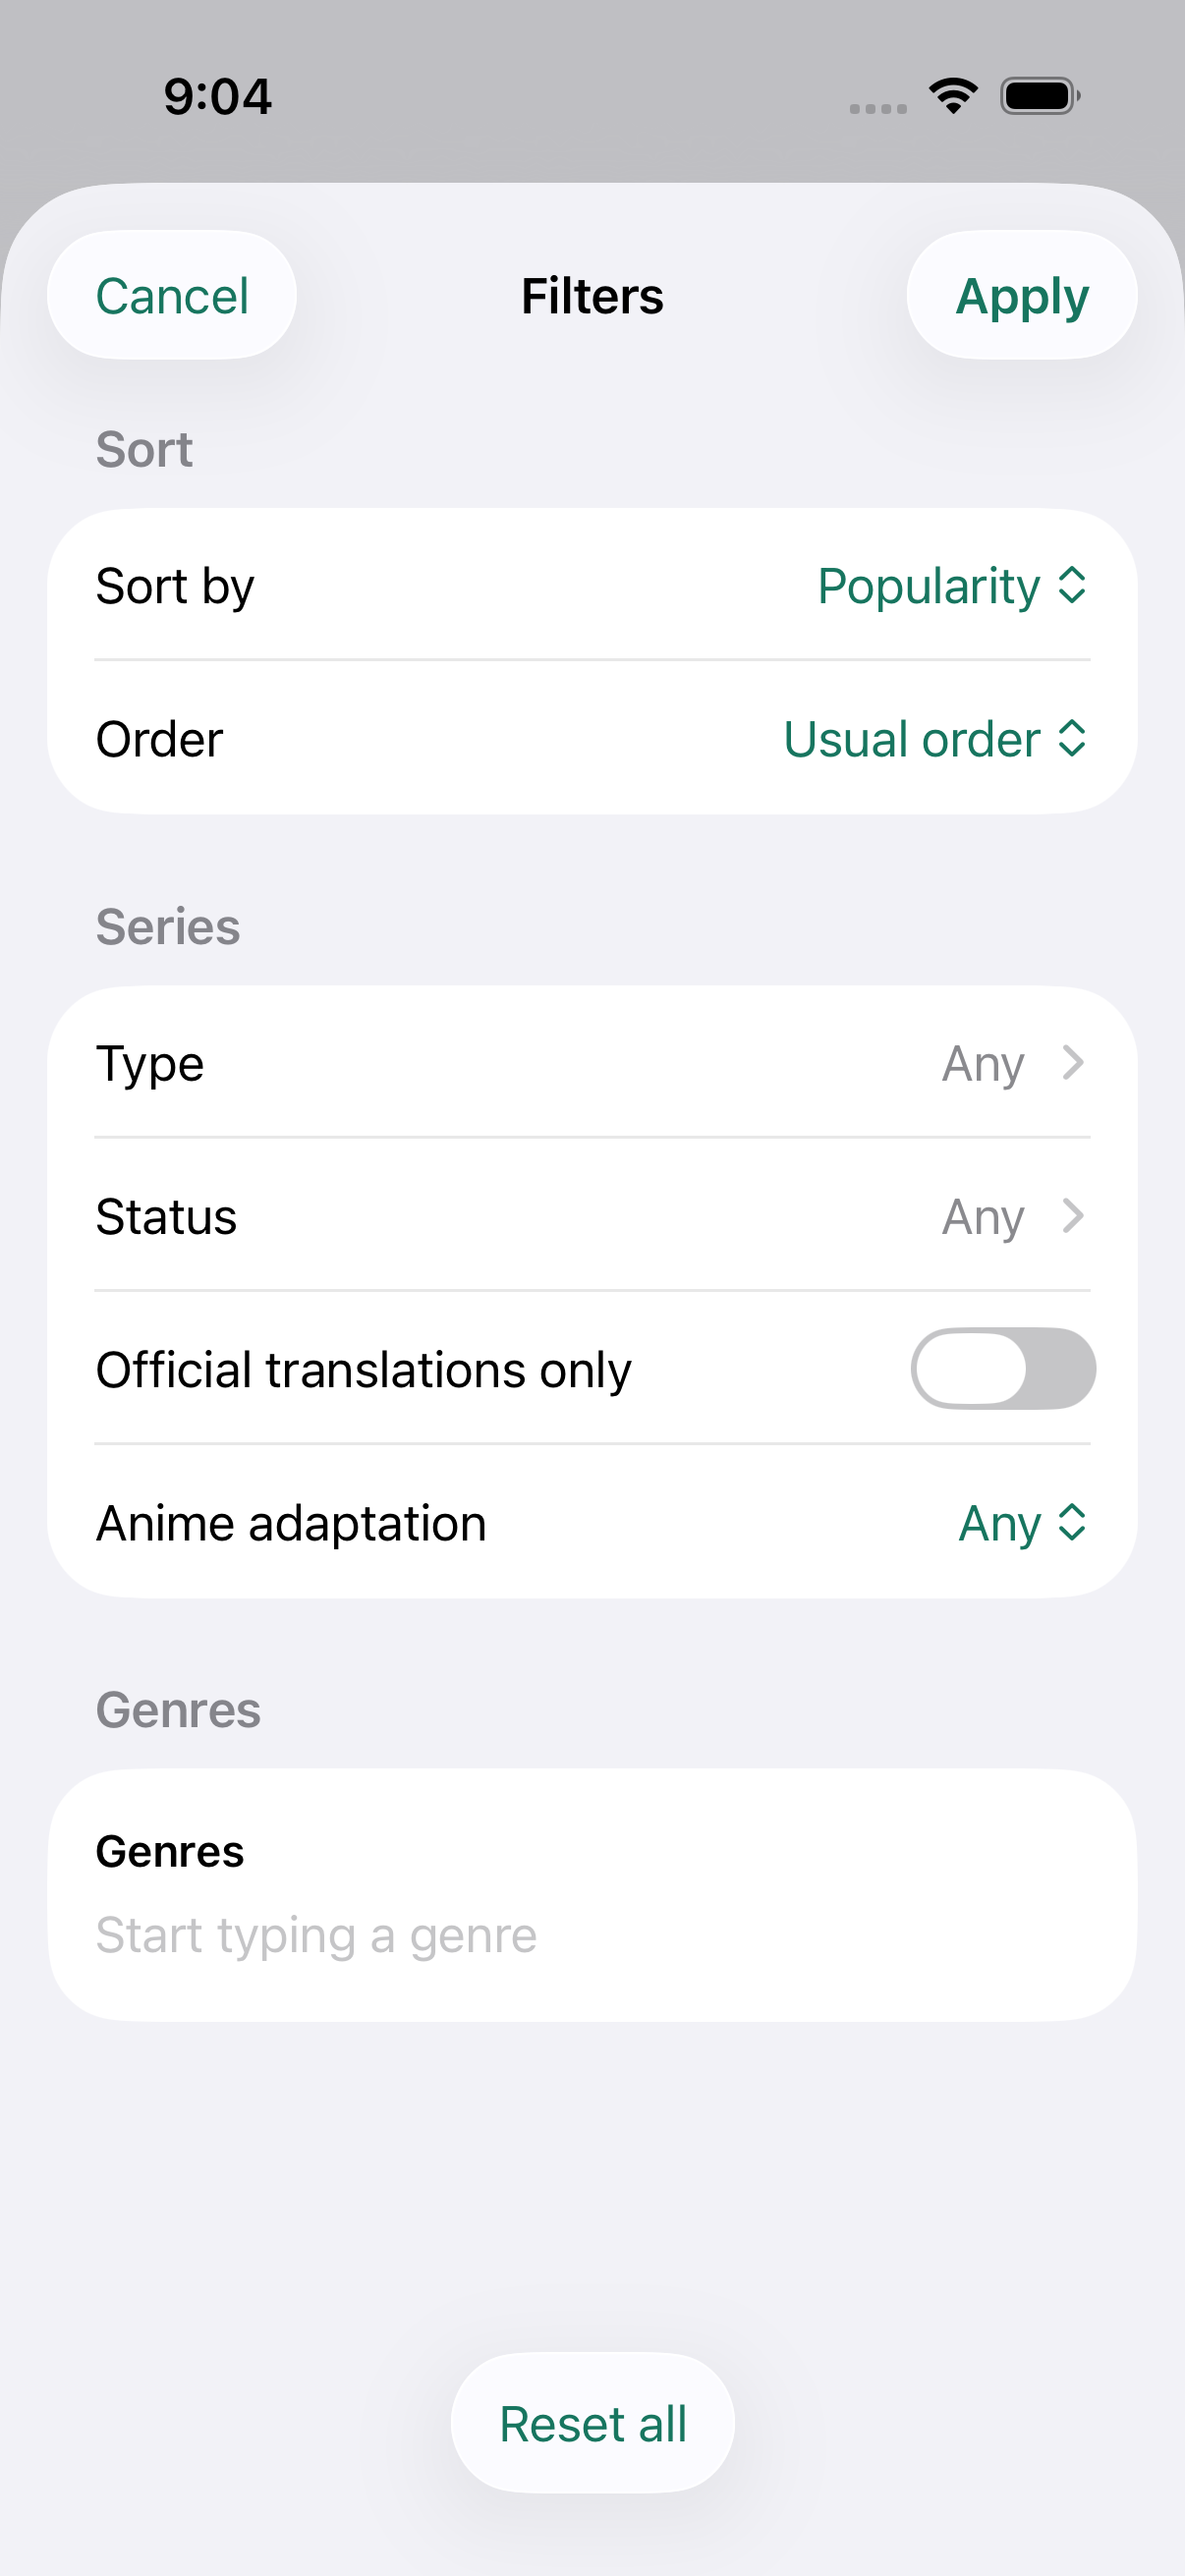 9:04
Cancel
Filters
Apply
Sort
Sort by
Popularity
Order
Usual order
Series
Type
Any
Status
Any
Official translations only
Anime adaptation
Any
Genres
Genres
Start typing a genre
Reset all